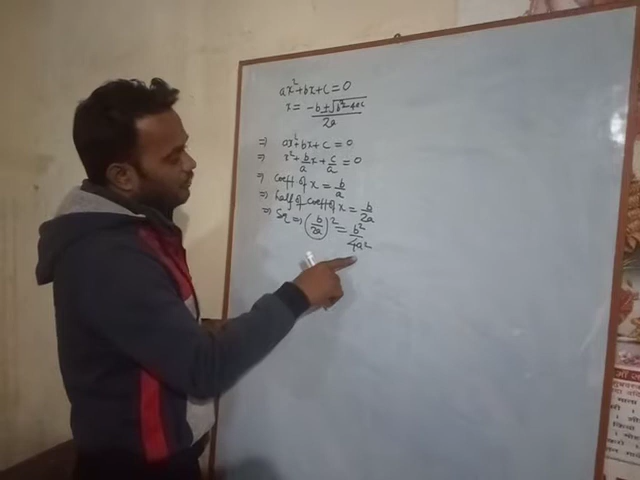 ax²+bx+c=0
x = -b±√b²-4ac / 2a
⇒ ax²+bx+c=0
⇒ x²+b/a x+c/a=0
⇒ Coeff of x = b/a
⇒ half of coeff of x = b/2a
⇒ Sq ⇒ (b/2a)² = b²/4a²